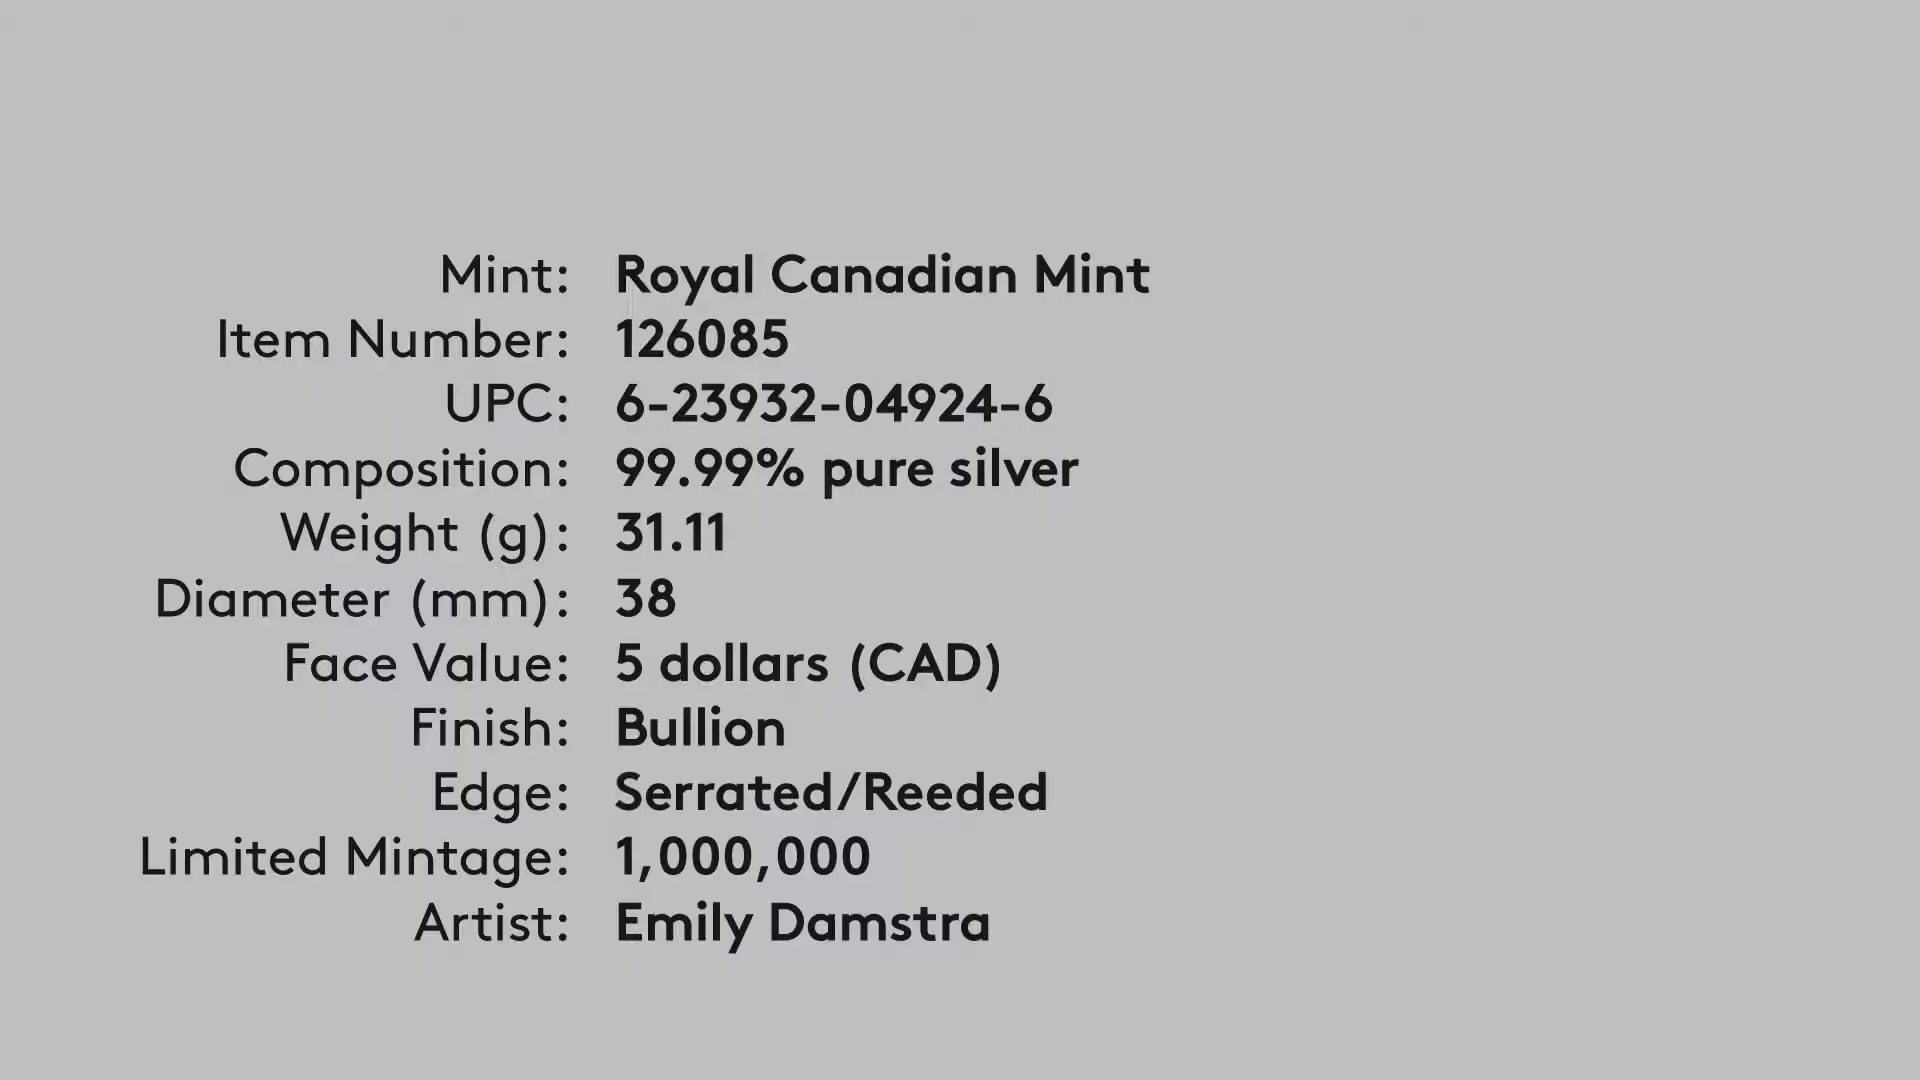 Mint: Royal Canadian Mint
Item Number: 126085
UPC: 6-23932-04924-6
Composition: 99.99% pure silver
Weight (g): 31.11
Diameter (mm): 38
Face Value: 5 dollars (CAD)
Finish: Bullion
Edge: Serrated/Reeded
Limited Mintage: 1,000,000
Artist: Emily Damstra